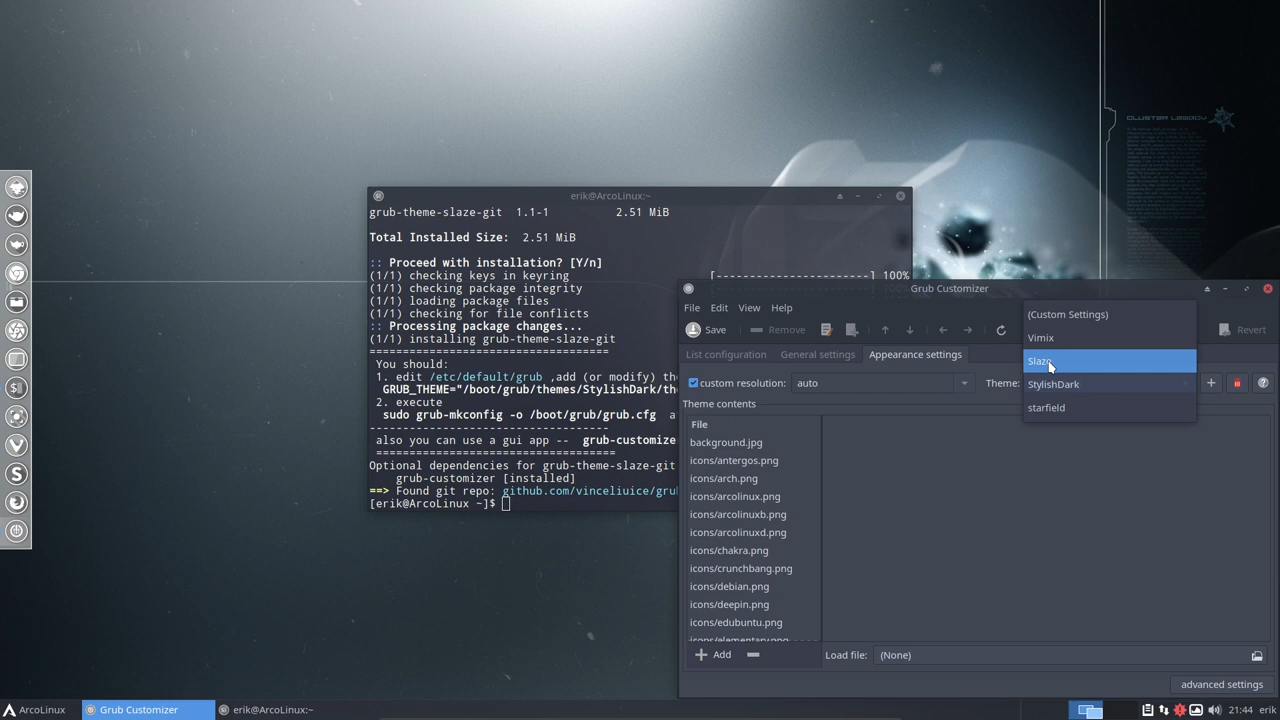 CLUSTER LEGACY
erik@ArcoLinux:~
grub-theme-slaze-git 1.1-1 2.51 MiB
Total Installed Size: 2.51 MiB
:: Proceed with installation? [Y/n]
(1/1) checking keys in keyring [----------------------] 100%
(1/1) checking package integrity
(1/1) loading package files
(1/1) checking for file conflicts
:: Processing package changes...
(1/1) installing grub-theme-slaze-git
==================================
You should:
1. edit /etc/default/grub ,add (or modify) th
GRUB_THEME="/boot/grub/themes/StylishDark/t
2. execute
sudo grub-mkconfig -o /boot/grub/grub.cfg a
also you can use a gui app -- grub-customize
Optional dependencies for grub-theme-slaze-git
grub-customizer [installed]
==> Found git repo: github.com/vinceliuice/gru
[erik@ArcoLinux ~]$
Grub Customizer
File Edit View Help
Save Remove Revert
List configuration General settings Appearance settings
custom resolution: auto Theme:
(Custom Settings)
Vimix
Slaze
StylishDark
starfield
Theme contents
File
background.jpg
icons/antergos.png
icons/arch.png
icons/arcolinux.png
icons/arcolinuxb.png
icons/arcolinuxd.png
icons/chakra.png
icons/crunchbang.png
icons/debian.png
icons/deepin.png
icons/edubuntu.png
icons/elementary.png
Add Load file: (None)
advanced settings
ArcoLinux Grub Customizer erik@ArcoLinux:~ 21:44 erik